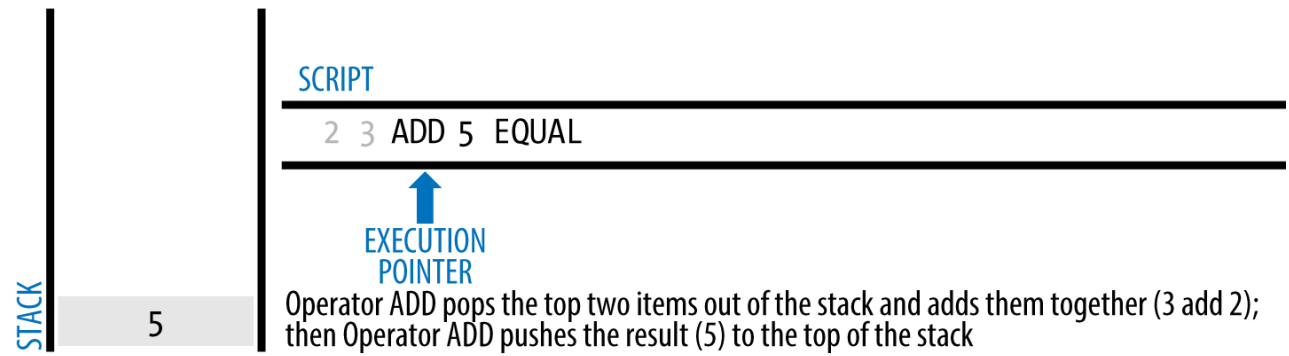 SCRIPT
2 3 ADD 5 EQUAL
EXECUTION
POINTER
STACK
5
Operator ADD pops the top two items out of the stack and adds them together (3 add 2);
then Operator ADD pushes the result (5) to the top of the stack